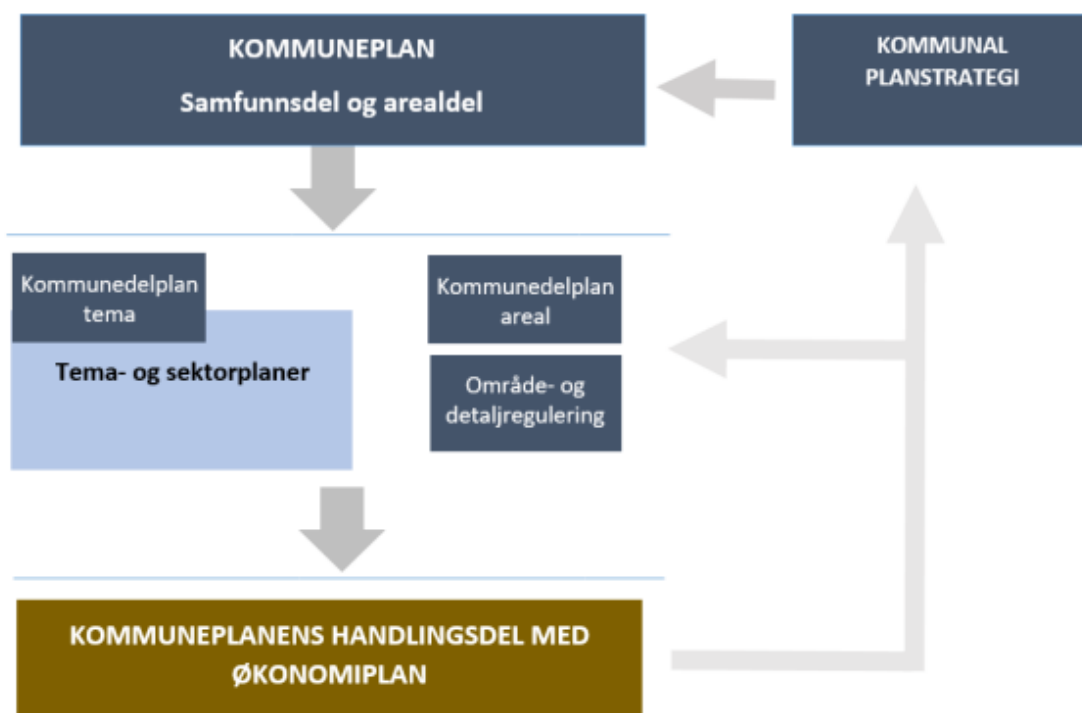 KOMMUNEPLAN
Samfunnsdel og arealdel
KOMMUNAL
PLANSTRATEGI
Kommunedelplan
tema
Tema- og sektorplaner
Kommunedelplan
areal
Område- og
detaljregulering
KOMMUNEPLANENS HANDLINGSDEL MED
ØKONOMIPLAN